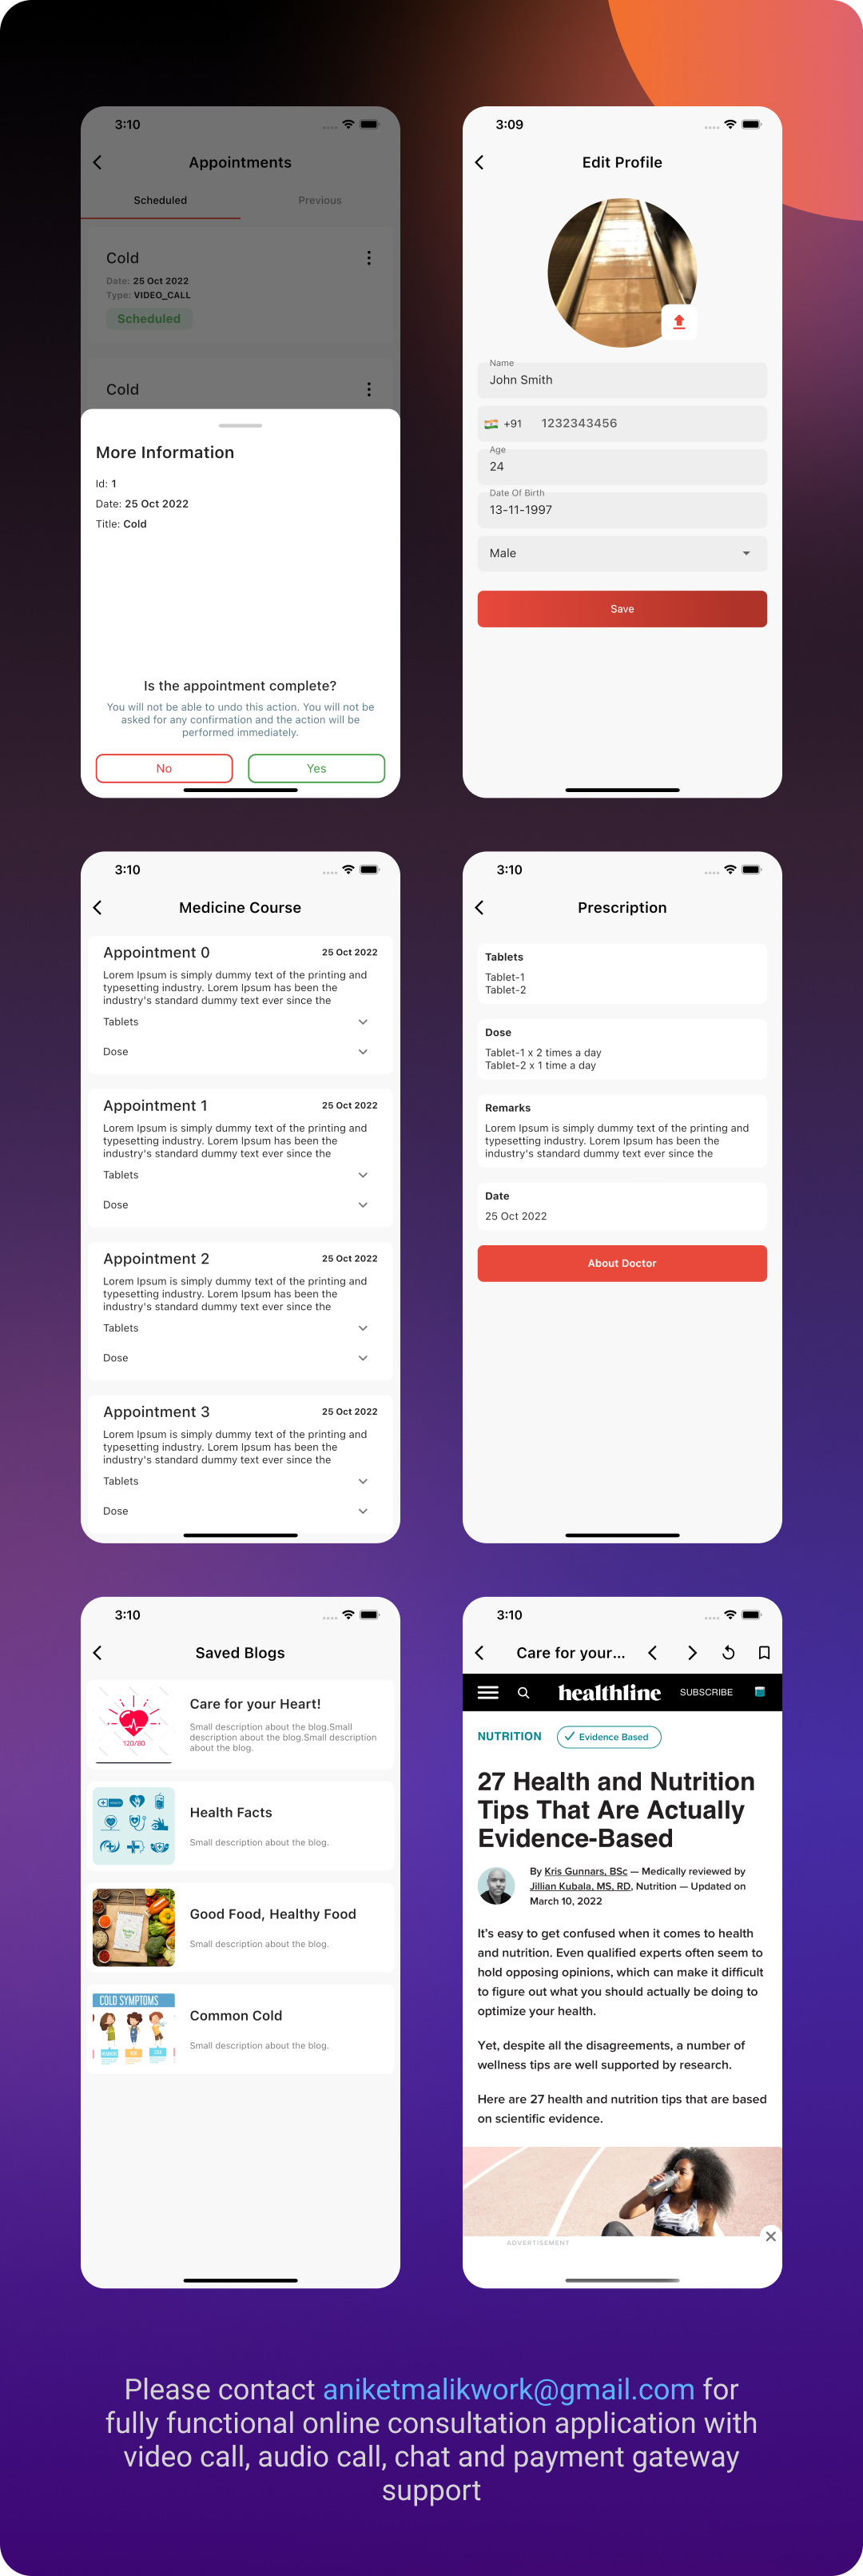 3:10
Appointments
Scheduled Previous
Cold
Date: 25 Oct 2022
Type: VIDEO_CALL
Scheduled
Cold
More Information
Id: 1
Date: 25 Oct 2022
Title: Cold
Is the appointment complete?
You will not be able to undo this action. You will not be
asked for any confirmation and the action will be
performed immediately.
No Yes
3:09
Edit Profile
Name
John Smith
+91 1232343456
Age
24
Date Of Birth
13-11-1997
Male
Save
3:10
Medicine Course
Appointment 0 25 Oct 2022
Lorem Ipsum is simply dummy text of the printing and
typesetting industry. Lorem Ipsum has been the
industry's standard dummy text ever since the
Tablets
Dose
Appointment 1 25 Oct 2022
Lorem Ipsum is simply dummy text of the printing and
typesetting industry. Lorem Ipsum has been the
industry's standard dummy text ever since the
Tablets
Dose
Appointment 2 25 Oct 2022
Lorem Ipsum is simply dummy text of the printing and
typesetting industry. Lorem Ipsum has been the
industry's standard dummy text ever since the
Tablets
Dose
Appointment 3 25 Oct 2022
Lorem Ipsum is simply dummy text of the printing and
typesetting industry. Lorem Ipsum has been the
industry's standard dummy text ever since the
Tablets
Dose
3:10
Prescription
Tablets
Tablet-1
Tablet-2
Dose
Tablet-1 x 2 times a day
Tablet-2 x 1 time a day
Remarks
Lorem Ipsum is simply dummy text of the printing and
typesetting industry. Lorem Ipsum has been the
industry's standard dummy text ever since the
Date
25 Oct 2022
About Doctor
3:10
Saved Blogs
120/80
Care for your Heart!
Small description about the blog.Small
description about the blog.Small description
about the blog.
Health Facts
Small description about the blog.
Good Food, Healthy Food
Small description about the blog.
COLD SYMPTOMS
Common Cold
Small description about the blog.
3:10
Care for your...
healthline SUBSCRIBE
NUTRITION Evidence Based
27 Health and Nutrition
Tips That Are Actually
Evidence-Based
By Kris Gunnars, BSc — Medically reviewed by
Jillian Kubala, MS, RD, Nutrition — Updated on
March 10, 2022
It's easy to get confused when it comes to health
and nutrition. Even qualified experts often seem to
hold opposing opinions, which can make it difficult
to figure out what you should actually be doing to
optimize your health.
Yet, despite all the disagreements, a number of
wellness tips are well supported by research.
Here are 27 health and nutrition tips that are based
on scientific evidence.
ADVERTISEMENT
Please contact aniketmalikwork@gmail.com for
fully functional online consultation application with
video call, audio call, chat and payment gateway
support